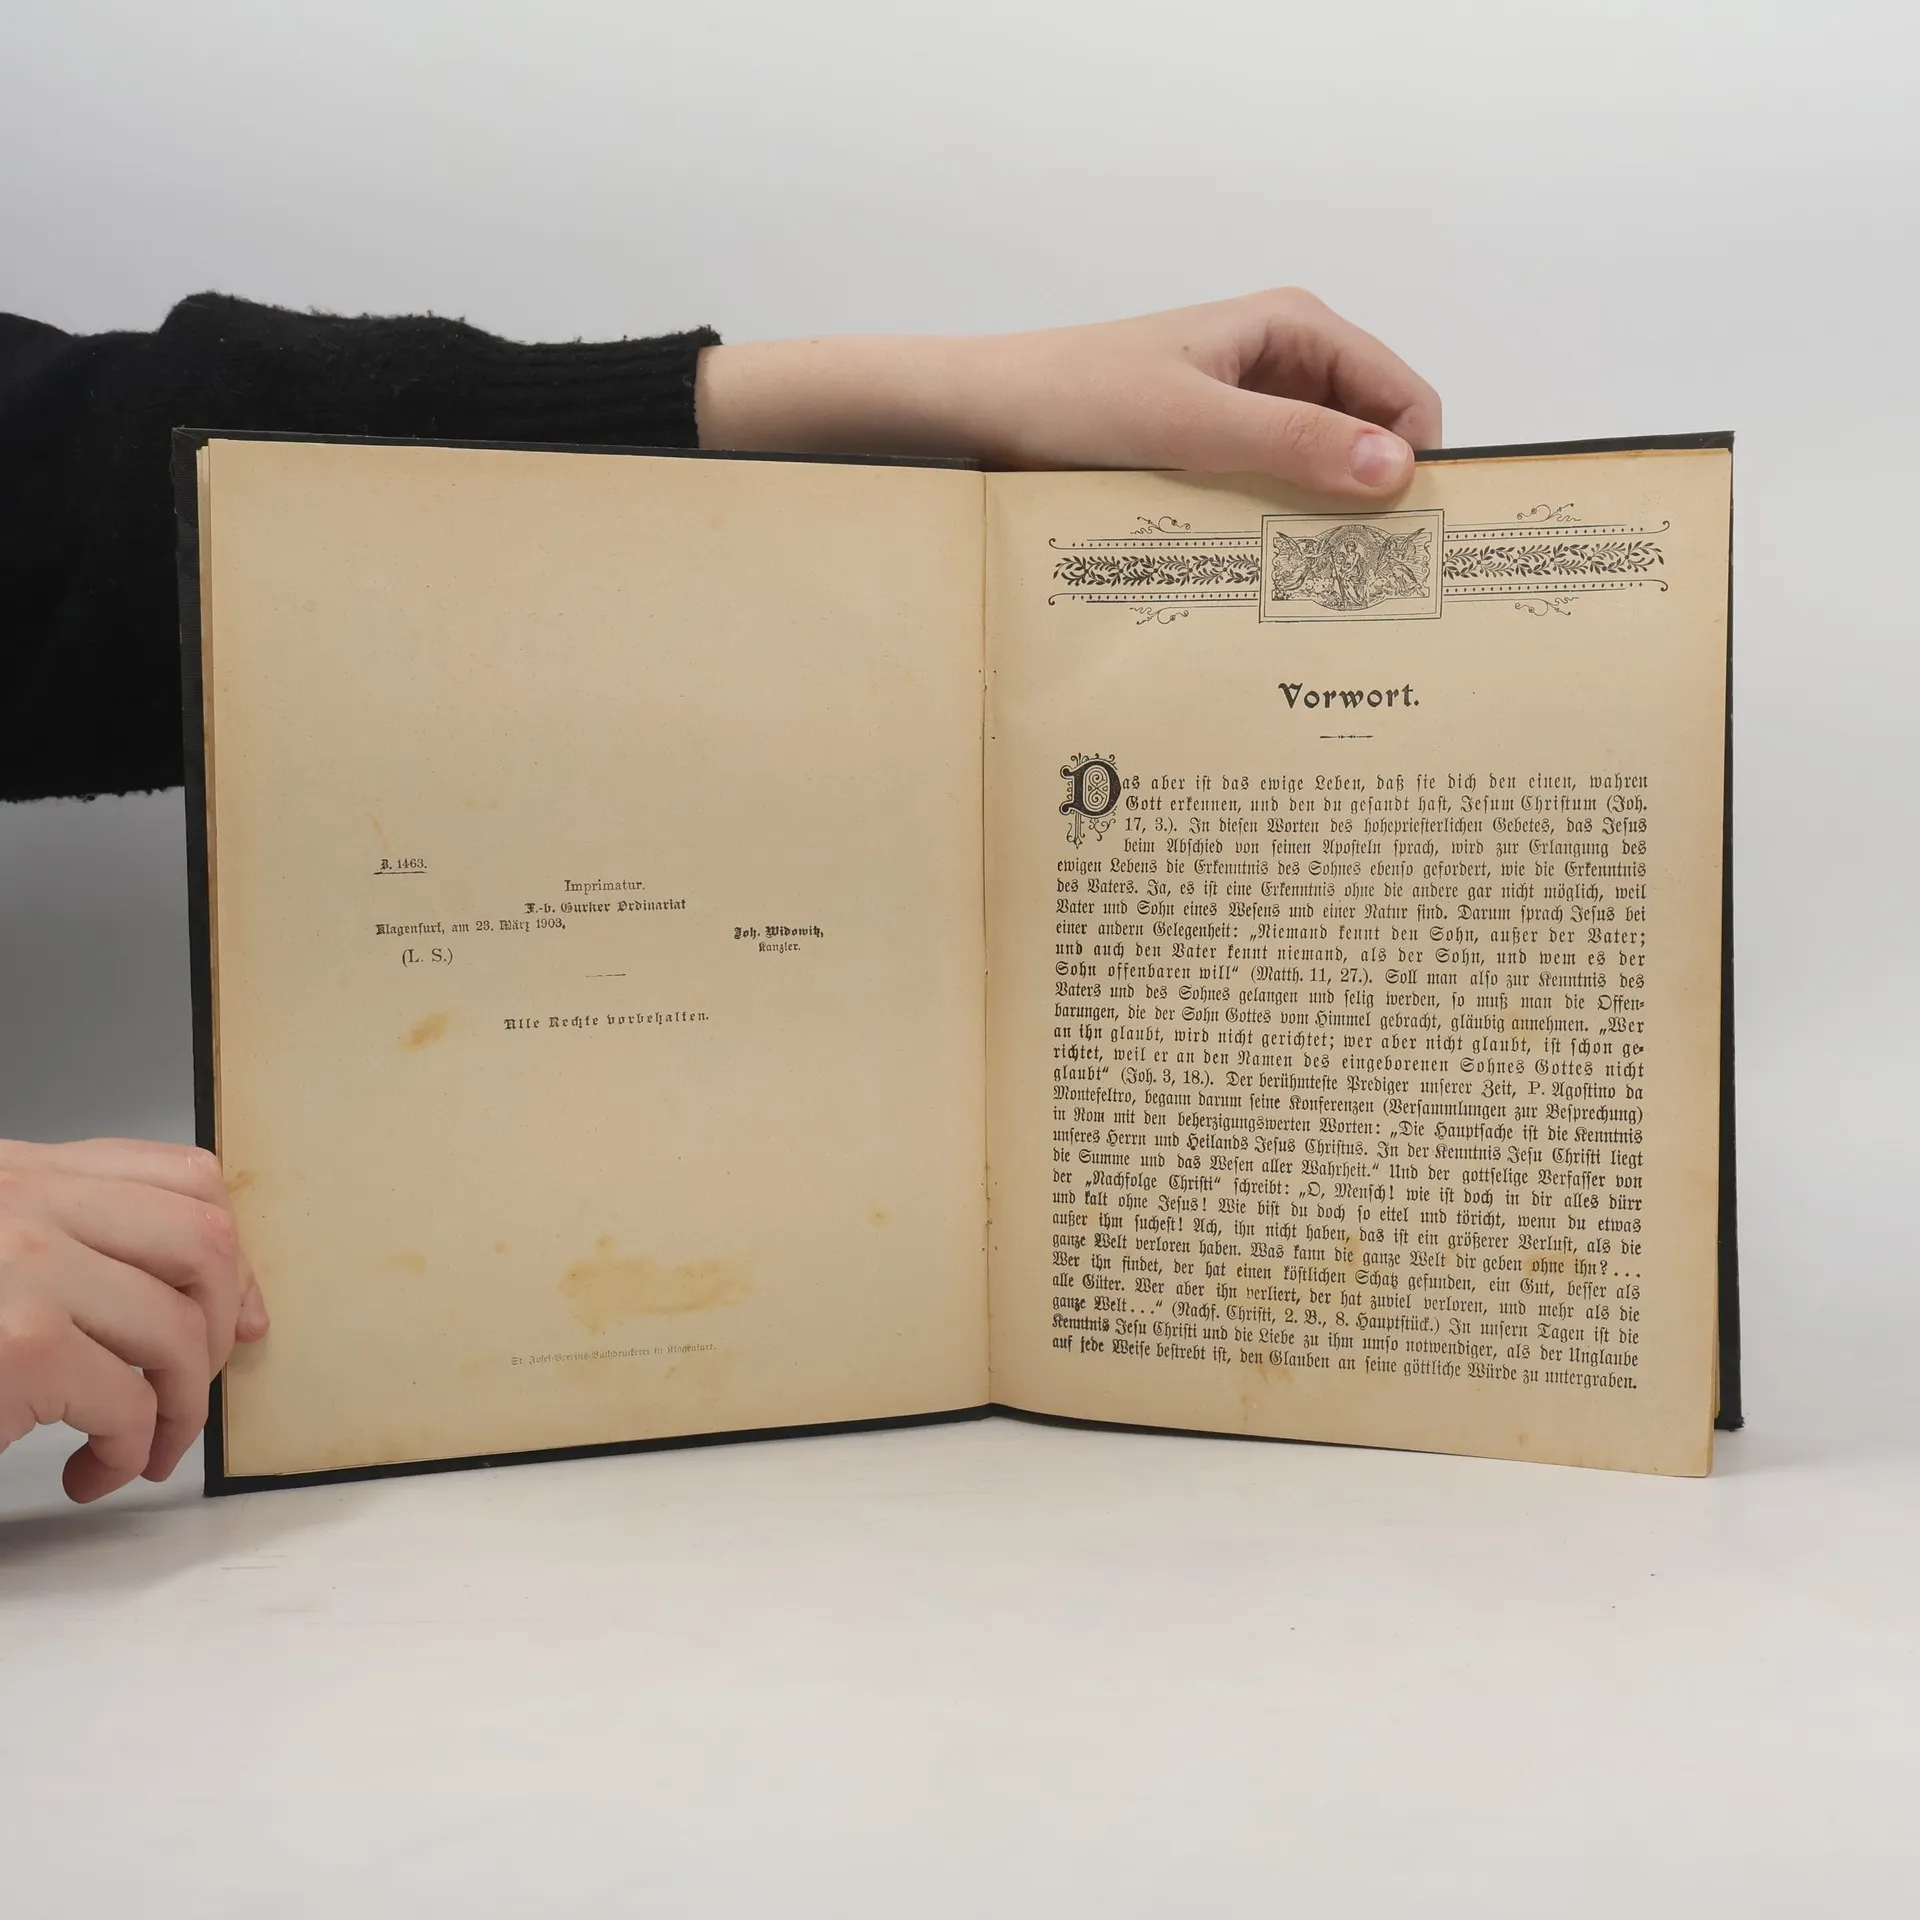 B. 1463.
Imprimatur.
F.-b. Gurker Ordinariat
Klagenfurt, am 23. März 1903.
Joh. Widowitz,
Kanzler.
(L. S.)
Alle Rechte vorbehalten.
St. Josef-Vereins-Buchdruckerei in Klagenfurt.
Vorwort.
Das aber ist das ewige Leben, daß sie dich den einen, wahren
Gott erkennen, und den du gesandt hast, Jesum Christum (Joh.
17, 3.). In diesen Worten des hohepriesterlichen Gebetes, das Jesus
beim Abschied von seinen Aposteln sprach, wird zur Erlangung des
ewigen Lebens die Erkenntnis des Sohnes ebenso gefordert, wie die Erkenntnis
des Vaters. Ja, es ist eine Erkenntnis ohne die andere gar nicht möglich, weil
Vater und Sohn eines Wesens und einer Natur sind. Darum sprach Jesus bei
einer andern Gelegenheit: „Niemand kennt den Sohn, außer der Vater;
und auch den Vater kennt niemand, als der Sohn, und wem es der
Sohn offenbaren will“ (Matth. 11, 27.). Soll man also zur Kenntnis des
Vaters und des Sohnes gelangen und selig werden, so muß man die Offen-
barungen, die der Sohn Gottes vom Himmel gebracht, gläubig annehmen. „Wer
an ihn glaubt, wird nicht gerichtet; wer aber nicht glaubt, ist schon ge-
richtet, weil er an den Namen des eingeborenen Sohnes Gottes nicht
glaubt“ (Joh. 3, 18.). Der berühmteste Prediger unserer Zeit, P. Agostino da
Montefeltro, begann darum seine Konferenzen (Versammlungen zur Besprechung)
in Rom mit den beherzigungswerten Worten: „Die Hauptsache ist die Kenntnis
unseres Herrn und Heilands Jesus Christus. In der Kenntnis Jesu Christi liegt
die Summe und das Wesen aller Wahrheit.“ Und der gottselige Verfasser von
der „Nachfolge Christi“ schreibt: „O, Mensch! wie ist doch in dir alles dürr
und kalt ohne Jesus! Wie bist du doch so eitel und töricht, wenn du etwas
außer ihm suchest! Ach, ihn nicht haben, das ist ein größerer Verlust, als die
ganze Welt verloren haben. Was kann die ganze Welt dir geben ohne ihn? ...
Wer ihn findet, der hat einen köstlichen Schatz gefunden, ein Gut, besser als
alle Güter. Wer aber ihn verliert, der hat zuviel verloren, und mehr als die
ganze Welt ...“ (Nachf. Christi, 2. B., 8. Hauptstück.) In unsern Tagen ist die
Kenntnis Jesu Christi und die Liebe zu ihm umso notwendiger, als der Unglaube
auf jede Weise bestrebt ist, den Glauben an seine göttliche Würde zu untergraben.